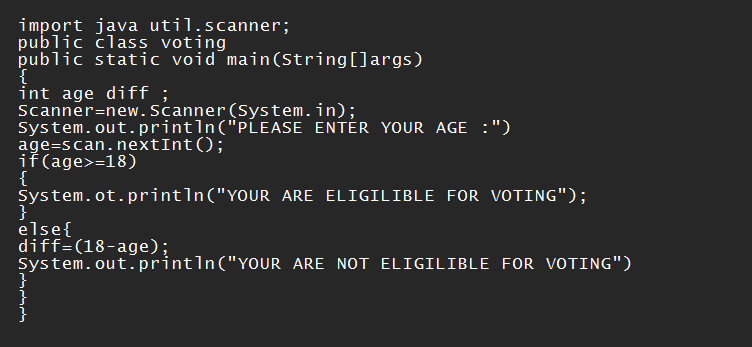 import java util.scanner;
public class voting
public static void main(String[]args)
{
int age diff ;
Scanner=new.Scanner(System.in);
System.out.println("PLEASE ENTER YOUR AGE :")
age=scan.nextInt();
if(age>=18)
{
System.ot.println("YOUR ARE ELIGILIBLE FOR VOTING");
}
else{
diff=(18-age);
System.out.println("YOUR ARE NOT ELIGILIBLE FOR VOTING")
}
}
}